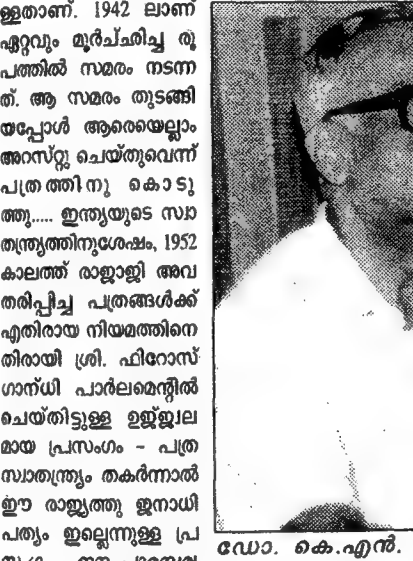 ള്ളതാണ്. 1942 ലാണ്
ഏറ്റവും മൂർച്ഛിച്ച രൂ
പത്തിൽ സമരം നടന്ന
ത്. ആ സമരം തുടങ്ങി
യപ്പോൾ ആരെയെല്ലാം
അറസ്റ്റു ചെയ്തുവെന്ന്
പത്രത്തിനു കൊടു
ത്തു..... ഇന്ത്യയുടെ സ്വാ
തന്ത്ര്യത്തിനുശേഷം, 1952
കാലത്ത് രാജാജി അവ
തരിപ്പിച്ച പത്രങ്ങൾക്ക്
എതിരായ നിയമത്തിനെ
തിരായി ശ്രി. ഫിറോസ്
ഗാന്ധി പാർലമെന്റിൽ
ചെയ്തിട്ടുള്ള ഉജ്ജ്വല
മായ പ്രസംഗം – പത്ര
സ്വാതന്ത്ര്യം തകർന്നാൽ
ഈ രാജ്യത്തു ജനാധി
പത്യം ഇല്ലെന്നുള്ള പ്ര
ഡോ. കെ.എൻ.